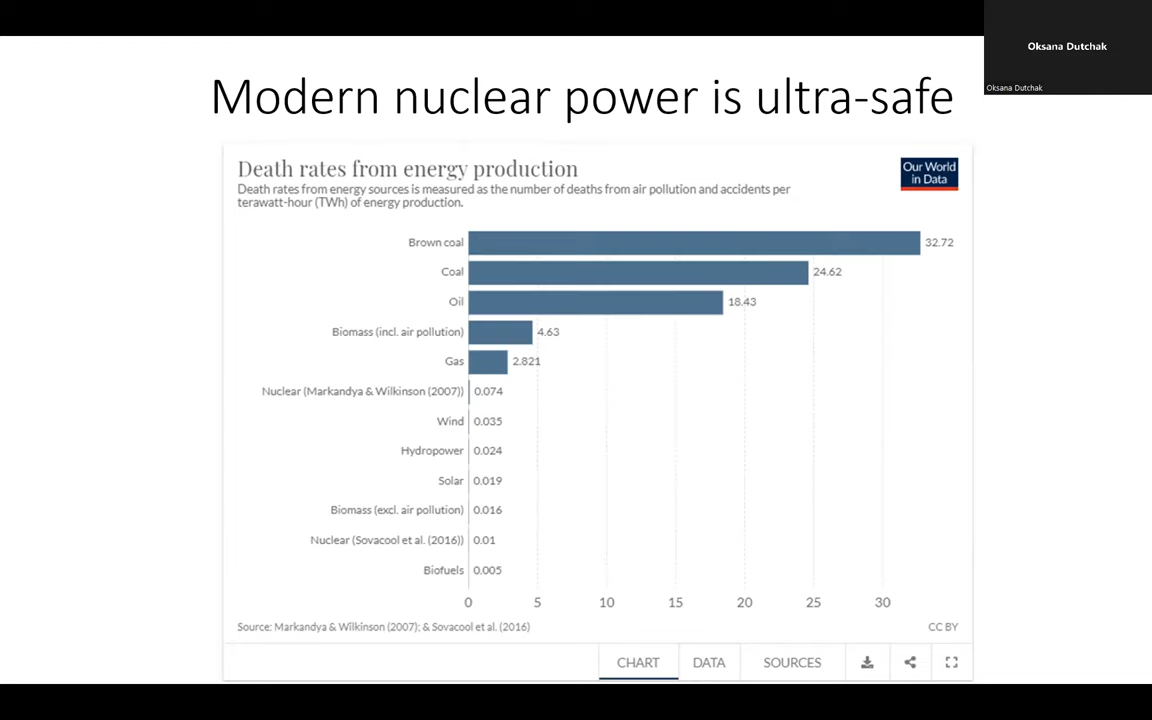 Oksana Dutchak
Oksana Dutchak
Modern nuclear power is ultra-safe
Death rates from energy production
Death rates from energy sources is measured as the number of deaths from air pollution and accidents per
terawatt-hour (TWh) of energy production.
Our World
in Data
Brown coal 32.72
Coal 24.62
Oil 18.43
Biomass (incl. air pollution) 4.63
Gas 2.821
Nuclear (Markandya & Wilkinson (2007)) 0.074
Wind 0.035
Hydropower 0.024
Solar 0.019
Biomass (excl. air pollution) 0.016
Nuclear (Sovacool et al. (2016)) 0.01
Biofuels 0.005
0 5 10 15 20 25 30
Source: Markandya & Wilkinson (2007); & Sovacool et al. (2016) CC BY
CHART DATA SOURCES